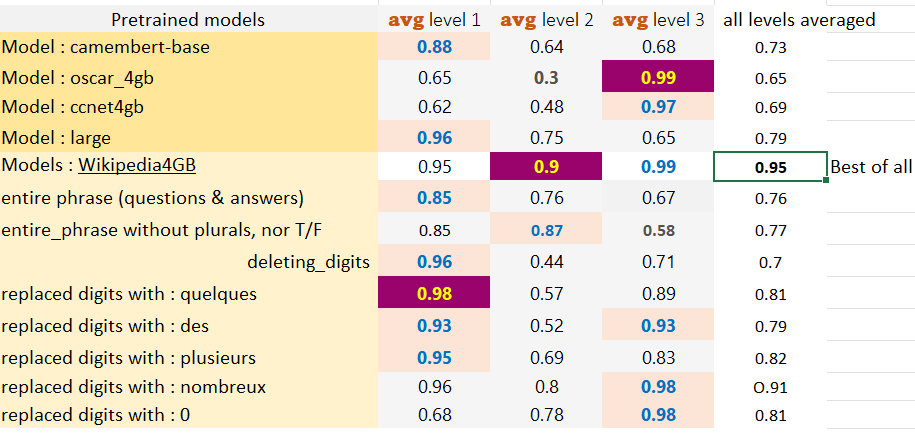 Pretrained models avg level 1 avg level 2 avg level 3 all levels averaged
Model : camembert-base 0.88 0.64 0.68 0.73
Model : oscar_4gb 0.65 0.3 0.99 0.65
Model : ccnet4gb 0.62 0.48 0.97 0.69
Model : large 0.96 0.75 0.65 0.79
Models : Wikipedia4GB 0.95 0.9 0.99 0.95 Best of all
entire phrase (questions & answers) 0.85 0.76 0.67 0.76
entire_phrase without plurals, nor T/F 0.85 0.87 0.58 0.77
deleting_digits 0.96 0.44 0.71 0.7
replaced digits with : quelques 0.98 0.57 0.89 0.81
replaced digits with : des 0.93 0.52 0.93 0.79
replaced digits with : plusieurs 0.95 0.69 0.83 0.82
replaced digits with : nombreux 0.96 0.8 0.98 O.91
replaced digits with : 0 0.68 0.78 0.98 0.81